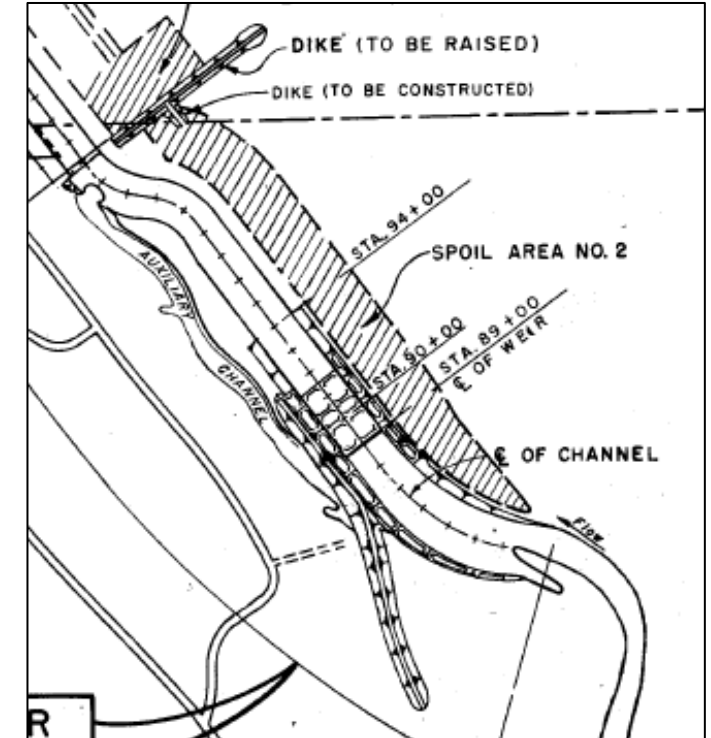 DIKE (TO BE RAISED)
DIKE (TO BE CONSTRUCTED)
STA. 94+00
SPOIL AREA NO. 2
STA. 90+00
STA. 89+00
℄ OF WEIR
AUXILIARY
CHANNEL
℄ OF CHANNEL
Flow
R